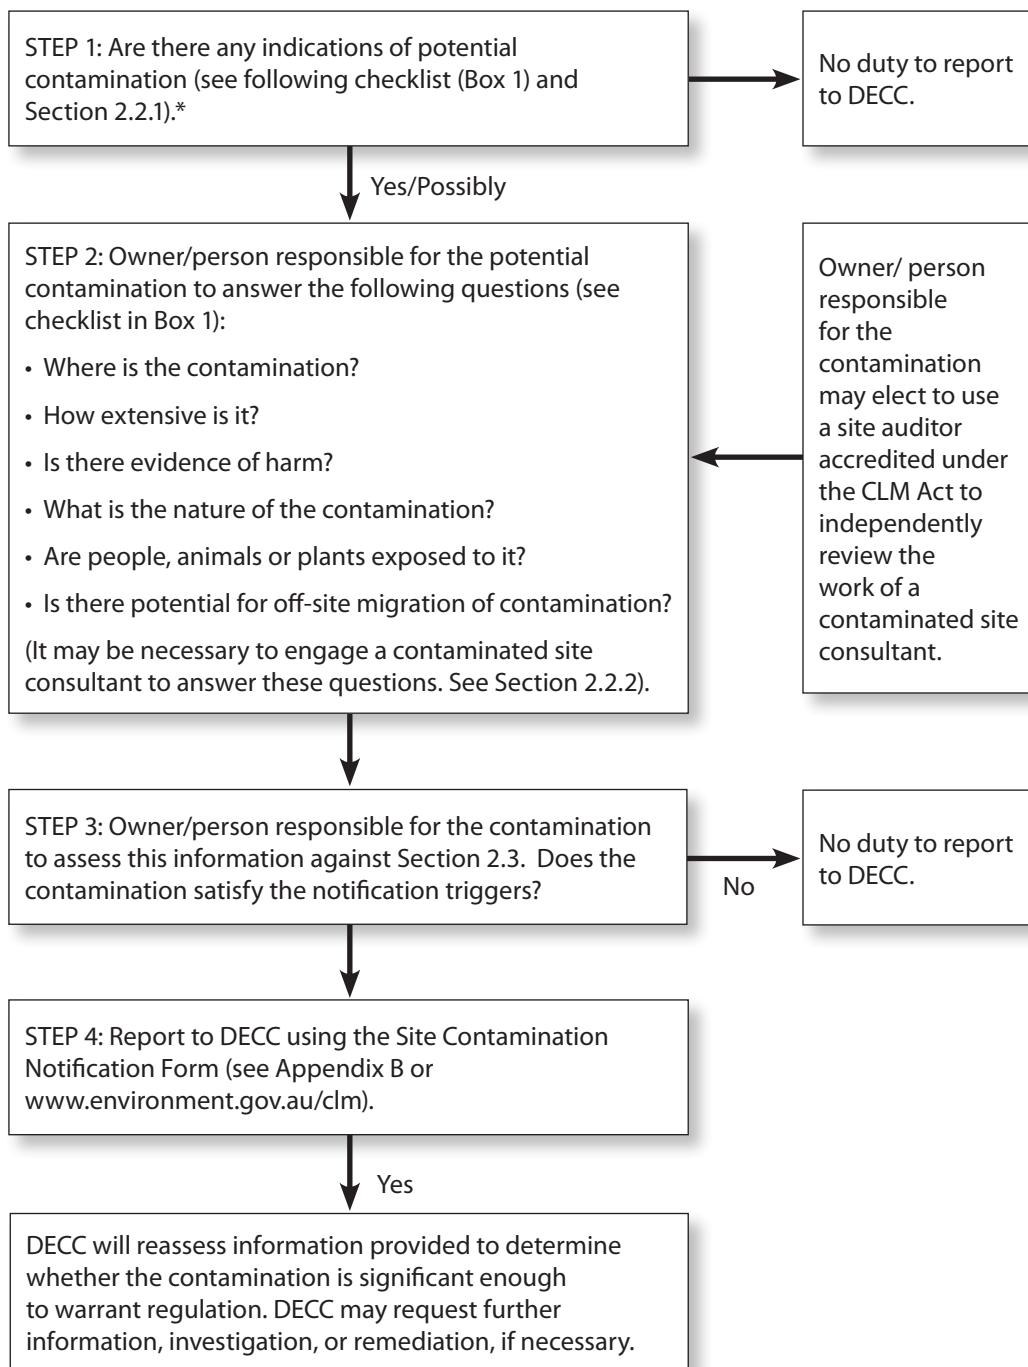 STEP 1: Are there any indications of potential
contamination (see following checklist (Box 1) and
Section 2.2.1).*
No duty to report
to DECC.
Yes/Possibly
STEP 2: Owner/person responsible for the potential
contamination to answer the following questions (see
checklist in Box 1):
• Where is the contamination?
• How extensive is it?
• Is there evidence of harm?
• What is the nature of the contamination?
• Are people, animals or plants exposed to it?
• Is there potential for off-site migration of contamination?
(It may be necessary to engage a contaminated site
consultant to answer these questions. See Section 2.2.2).
Owner/ person
responsible
for the
contamination
may elect to use
a site auditor
accredited under
the CLM Act to
independently
review the
work of a
contaminated site
consultant.
STEP 3: Owner/person responsible for the contamination
to assess this information against Section 2.3. Does the
contamination satisfy the notification triggers?
No
No duty to report
to DECC.
STEP 4: Report to DECC using the Site Contamination
Notification Form (see Appendix B or
www.environment.gov.au/clm).
Yes
DECC will reassess information provided to determine
whether the contamination is significant enough
to warrant regulation. DECC may request further
information, investigation, or remediation, if necessary.